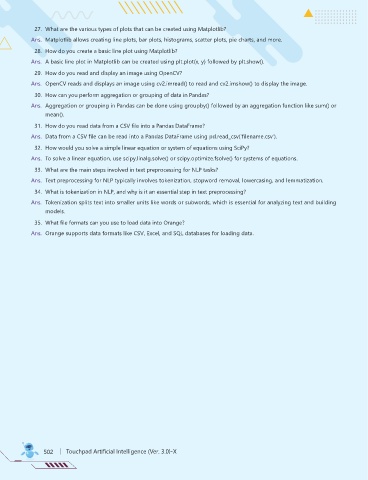 27. What are the various types of plots that can be created using Matplotlib?
Ans. Matplotlib allows creating line plots, bar plots, histograms, scatter plots, pie charts, and more.
28. How do you create a basic line plot using Matplotlib?
Ans. A basic line plot in Matplotlib can be created using plt.plot(x, y) followed by plt.show().
29. How do you read and display an image using OpenCV?
Ans. OpenCV reads and displays an image using cv2.imread() to read and cv2.imshow() to display the image.
30. How can you perform aggregation or grouping of data in Pandas?
Ans. Aggregation or grouping in Pandas can be done using groupby() followed by an aggregation function like sum() or
mean().
31. How do you read data from a CSV file into a Pandas DataFrame?
Ans. Data from a CSV file can be read into a Pandas DataFrame using pd.read_csv('filename.csv').
32. How would you solve a simple linear equation or system of equations using SciPy?
Ans. To solve a linear equation, use scipy.linalg.solve() or scipy.optimize.fsolve() for systems of equations.
33. What are the main steps involved in text preprocessing for NLP tasks?
Ans. Text preprocessing for NLP typically involves tokenization, stopword removal, lowercasing, and lemmatization.
34. What is tokenization in NLP, and why is it an essential step in text preprocessing?
Ans. Tokenization splits text into smaller units like words or subwords, which is essential for analyzing text and building
models.
35. What file formats can you use to load data into Orange?
Ans. Orange supports data formats like CSV, Excel, and SQL databases for loading data.
502 | Touchpad Artificial Intelligence (Ver. 3.0)-X